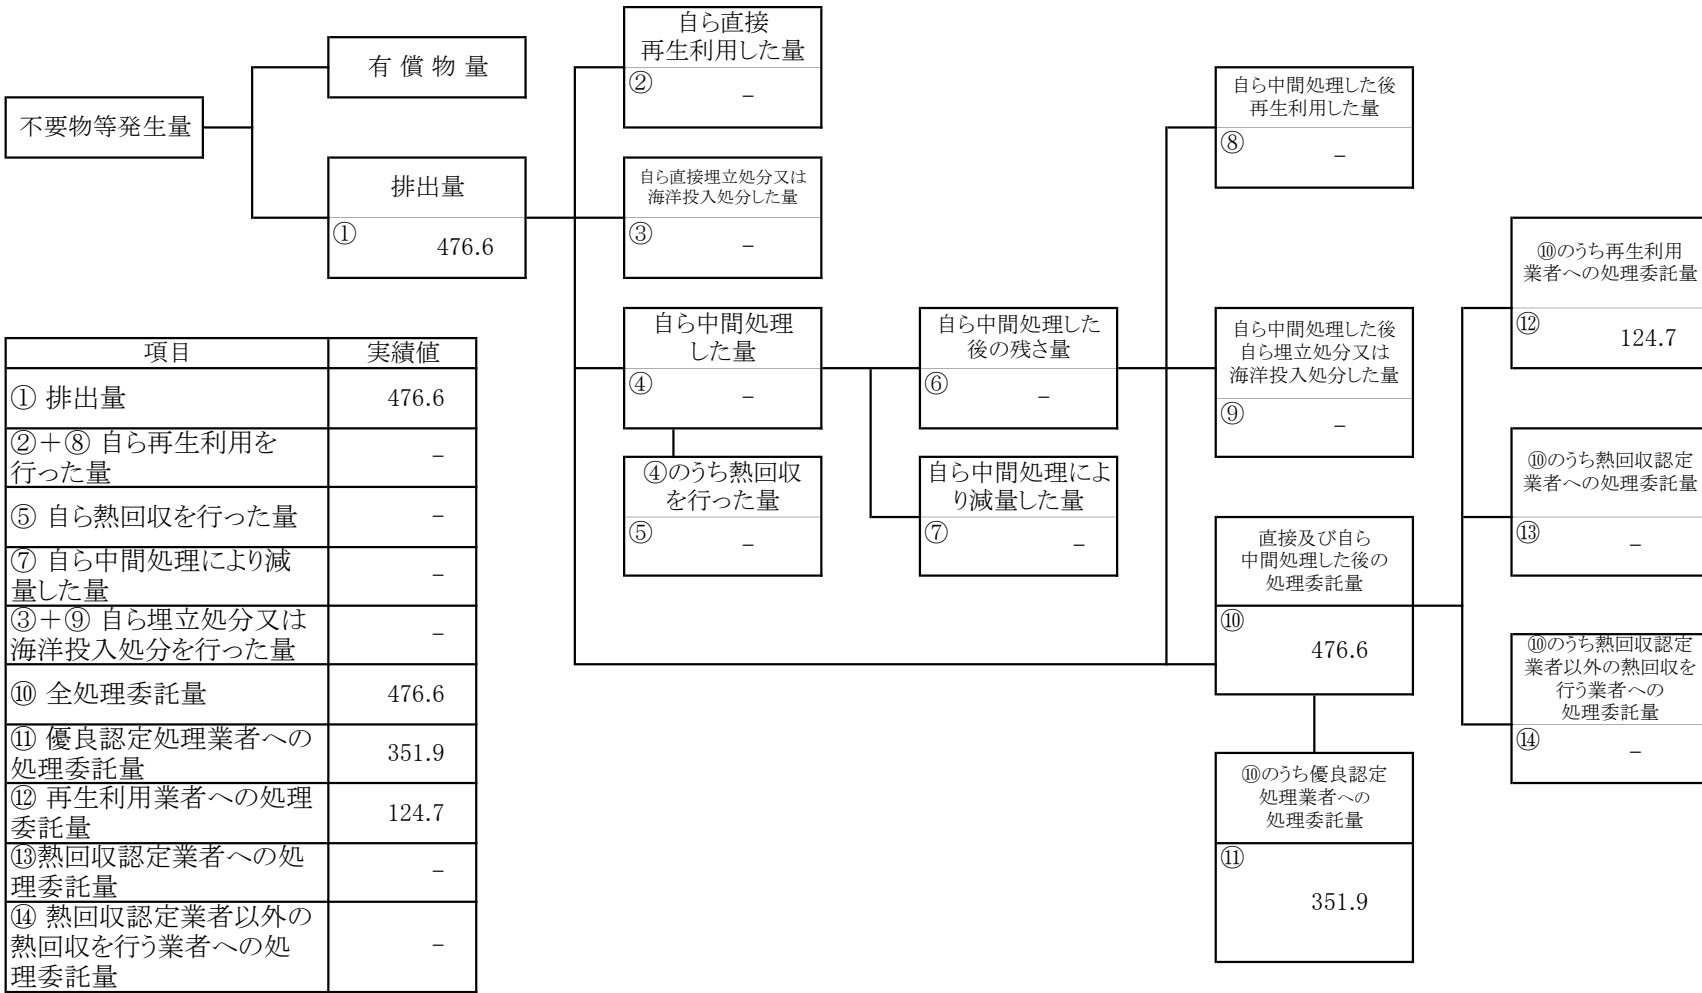 不要物等発生量
有 償 物 量
排出量
①
476.6
自ら直接
再生利用した量
②
−
自ら直接埋立処分又は
海洋投入処分した量
③
−
自ら中間処理
した量
④
−
④のうち熱回収
を行った量
⑤
−
自ら中間処理した
後の残さ量
⑥
−
自ら中間処理によ
り減量した量
⑦
−
自ら中間処理した後
再生利用した量
⑧
−
自ら中間処理した後
自ら埋立処分又は
海洋投入処分した量
⑨
−
直接及び自ら
中間処理した後の
処理委託量
⑩
476.6
⑩のうち優良認定
処理業者への
処理委託量
⑪
351.9
⑩のうち再生利用
業者への処理委託量
⑫
124.7
⑩のうち熱回収認定
業者への処理委託量
⑬
−
⑩のうち熱回収認定
業者以外の熱回収を
行う業者への
処理委託量
⑭
−
項目 実績値
① 排出量 476.6
②＋⑧ 自ら再生利用を
行った量 −
⑤ 自ら熱回収を行った量 −
⑦ 自ら中間処理により減
量した量 −
③＋⑨ 自ら埋立処分又は
海洋投入処分を行った量 −
⑩ 全処理委託量 476.6
⑪ 優良認定処理業者への
処理委託量 351.9
⑫ 再生利用業者への処理
委託量 124.7
⑬熱回収認定業者への処
理委託量 −
⑭ 熱回収認定業者以外の
熱回収を行う業者への処
理委託量 −